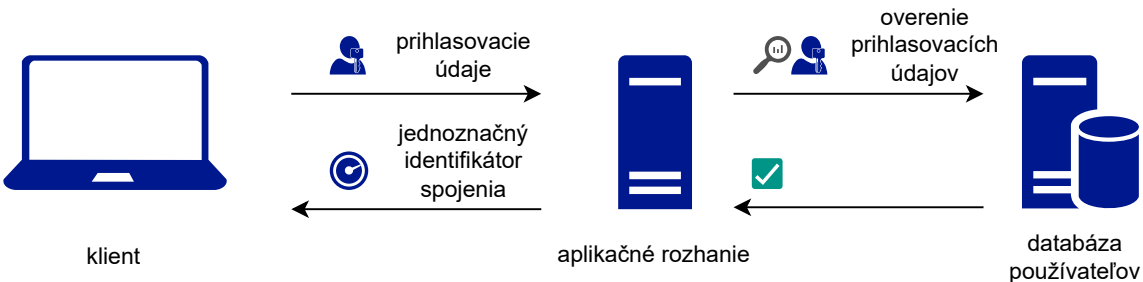 prihlasovacie
údaje
overenie
prihlasovacích
údajov
jednoznačný
identifikátor
spojenia
klient
aplikačné rozhanie
databáza
používateľov